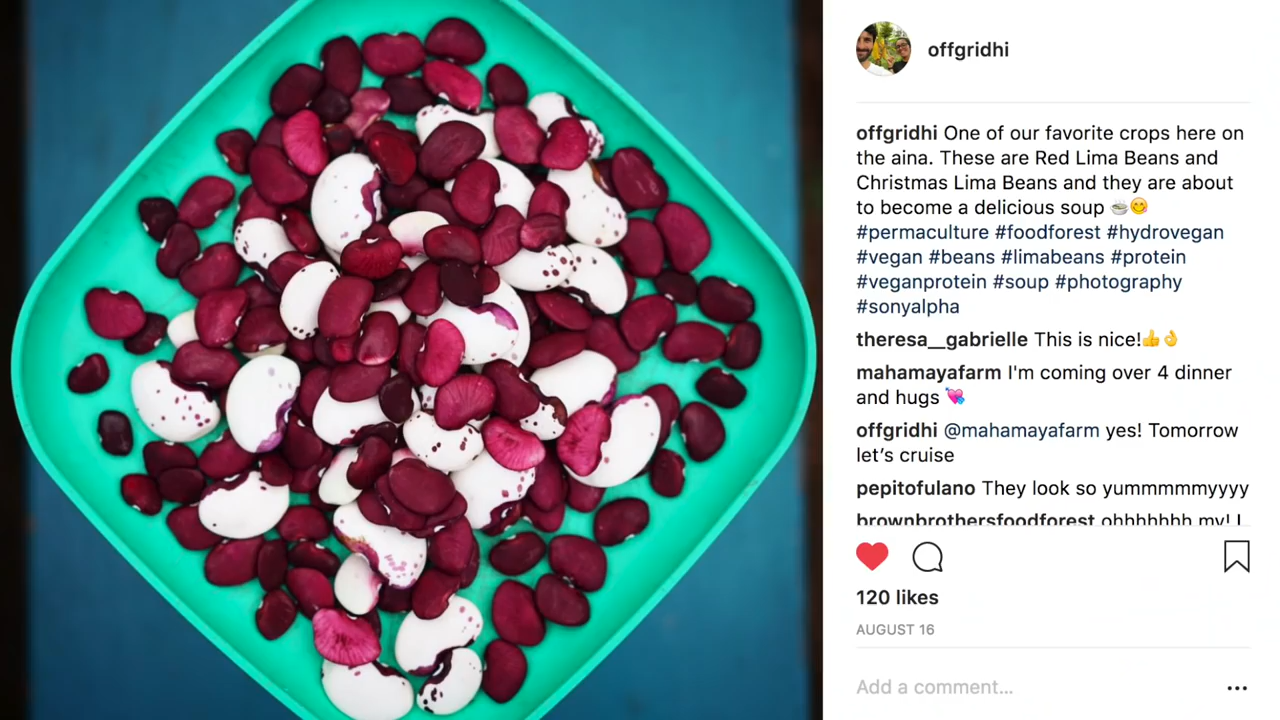 offgridhi
offgridhi One of our favorite crops here on
the aina. These are Red Lima Beans and
Christmas Lima Beans and they are about
to become a delicious soup 🍵😋
#permaculture #foodforest #hydrovegan
#vegan #beans #limabeans #protein
#veganprotein #soup #photography
#sonyalpha
theresa__gabrielle This is nice!👍👌
mahamayafarm I'm coming over 4 dinner
and hugs 💘
offgridhi @mahamayafarm yes! Tomorrow
let’s cruise
pepitofulano They look so yummmmmyyyy
brownbrothersfoodforest ohhhhhhh my! I
120 likes
AUGUST 16
Add a comment...